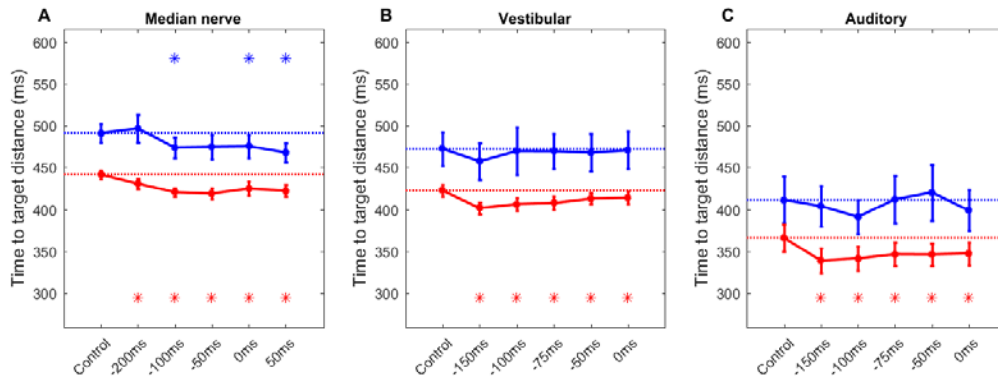 A Median nerve
Time to target distance (ms)
600
550
500
450
400
350
300
Control
-200ms
-100ms
-50ms
0ms
50ms
B Vestibular
Time to target distance (ms)
600
550
500
450
400
350
300
Control
-150ms
-100ms
-75ms
-50ms
0ms
C Auditory
Time to target distance (ms)
600
550
500
450
400
350
300
Control
-150ms
-100ms
-75ms
-50ms
0ms